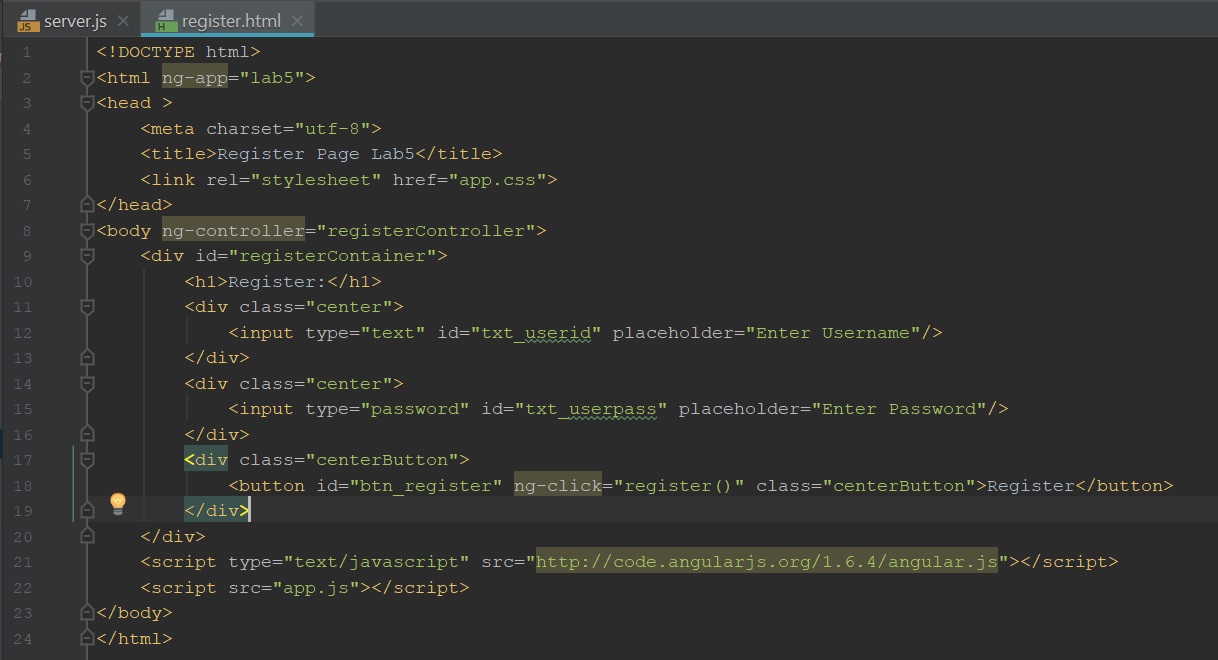 server.js register.html
1 <!DOCTYPE html>
2 <html ng-app="lab5">
3 <head >
4 <meta charset="utf-8">
5 <title>Register Page Lab5</title>
6 <link rel="stylesheet" href="app.css">
7 </head>
8 <body ng-controller="registerController">
9 <div id="registerContainer">
10 <h1>Register:</h1>
11 <div class="center">
12 <input type="text" id="txt_userid" placeholder="Enter Username"/>
13 </div>
14 <div class="center">
15 <input type="password" id="txt_userpass" placeholder="Enter Password"/>
16 </div>
17 <div class="centerButton">
18 <button id="btn_register" ng-click="register()" class="centerButton">Register</button>
19 </div>
20 </div>
21 <script type="text/javascript" src="http://code.angularjs.org/1.6.4/angular.js"></script>
22 <script src="app.js"></script>
23 </body>
24 </html>